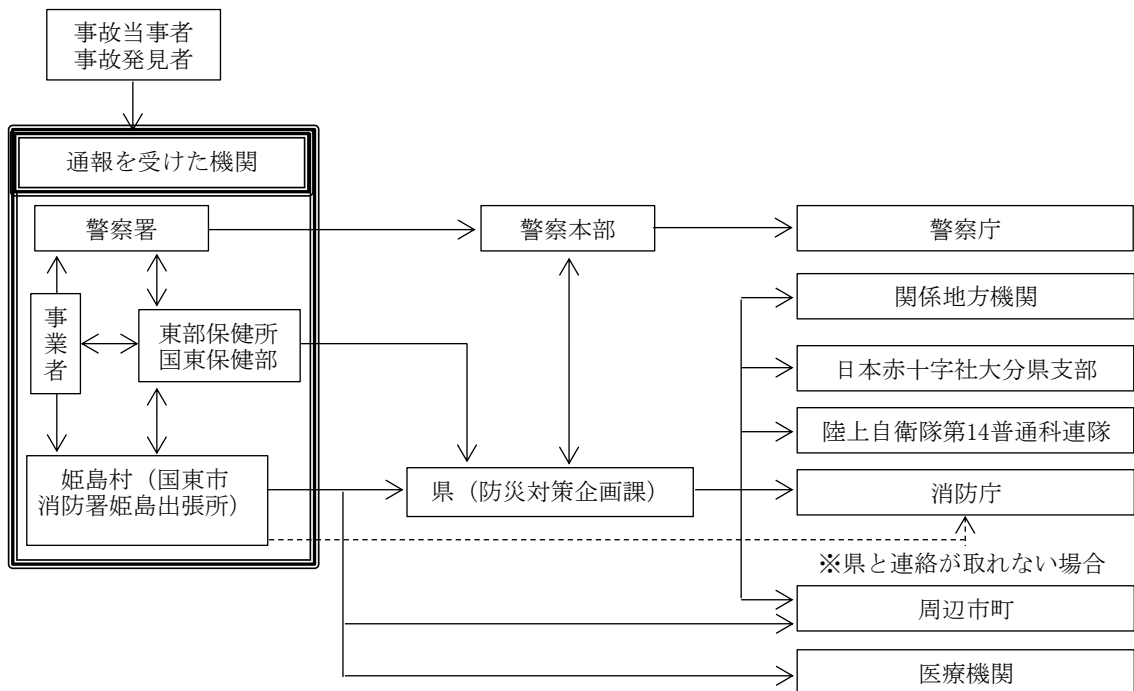 事故当事者
事故発見者
通報を受けた機関
警察署
警察本部
警察庁
関係地方機関
事業者
東部保健所
国東保健部
日本赤十字社大分県支部
陸上自衛隊第14普通科連隊
姫島村（国東市
消防署姫島出張所）
県（防災対策企画課）
消防庁
※県と連絡が取れない場合
周辺市町
医療機関